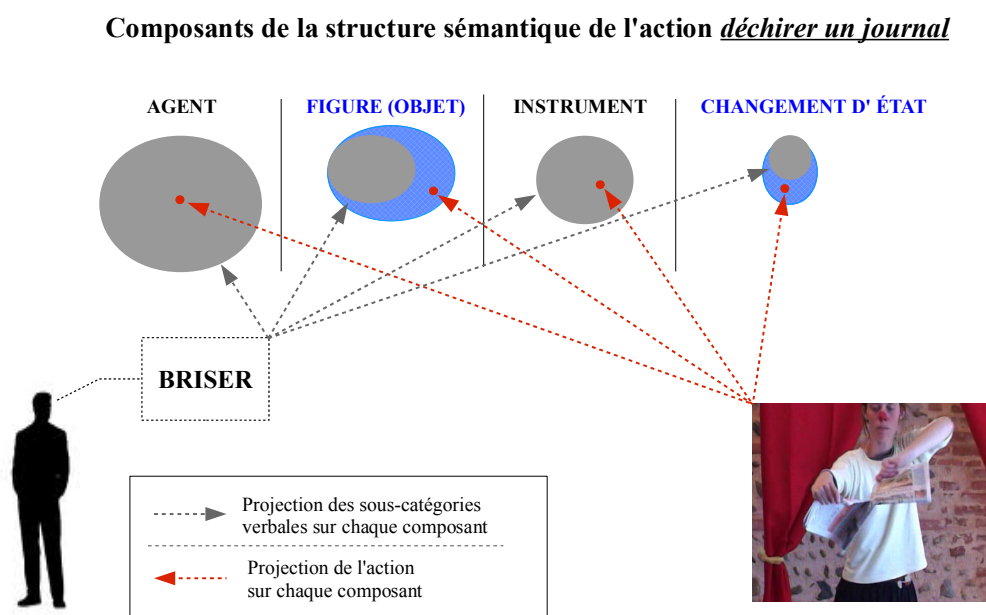 Composants de la structure sémantique de l'action déchirer un journal
AGENT
FIGURE (OBJET)
INSTRUMENT
CHANGEMENT D' ÉTAT
BRISER
Projection des sous-catégories
verbales sur chaque composant
Projection de l'action
sur chaque composant